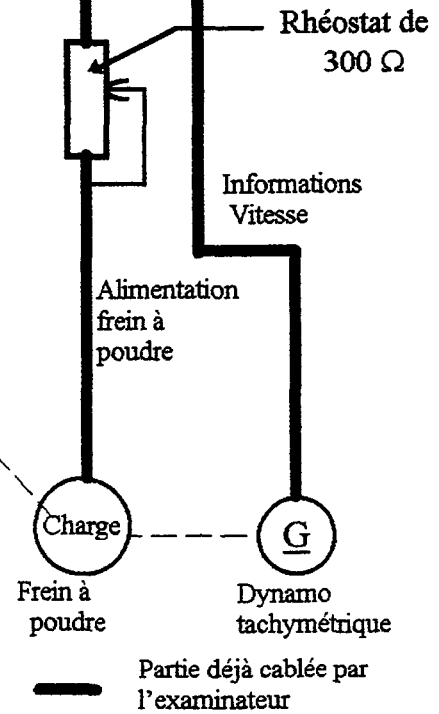 Rhéostat de
300 Ω
Informations
Vitesse
Alimentation
frein à
poudre
Charge
G
Frein à
poudre
Dynamo
tachymétrique
Partie déjà cablée par
l'examinateur